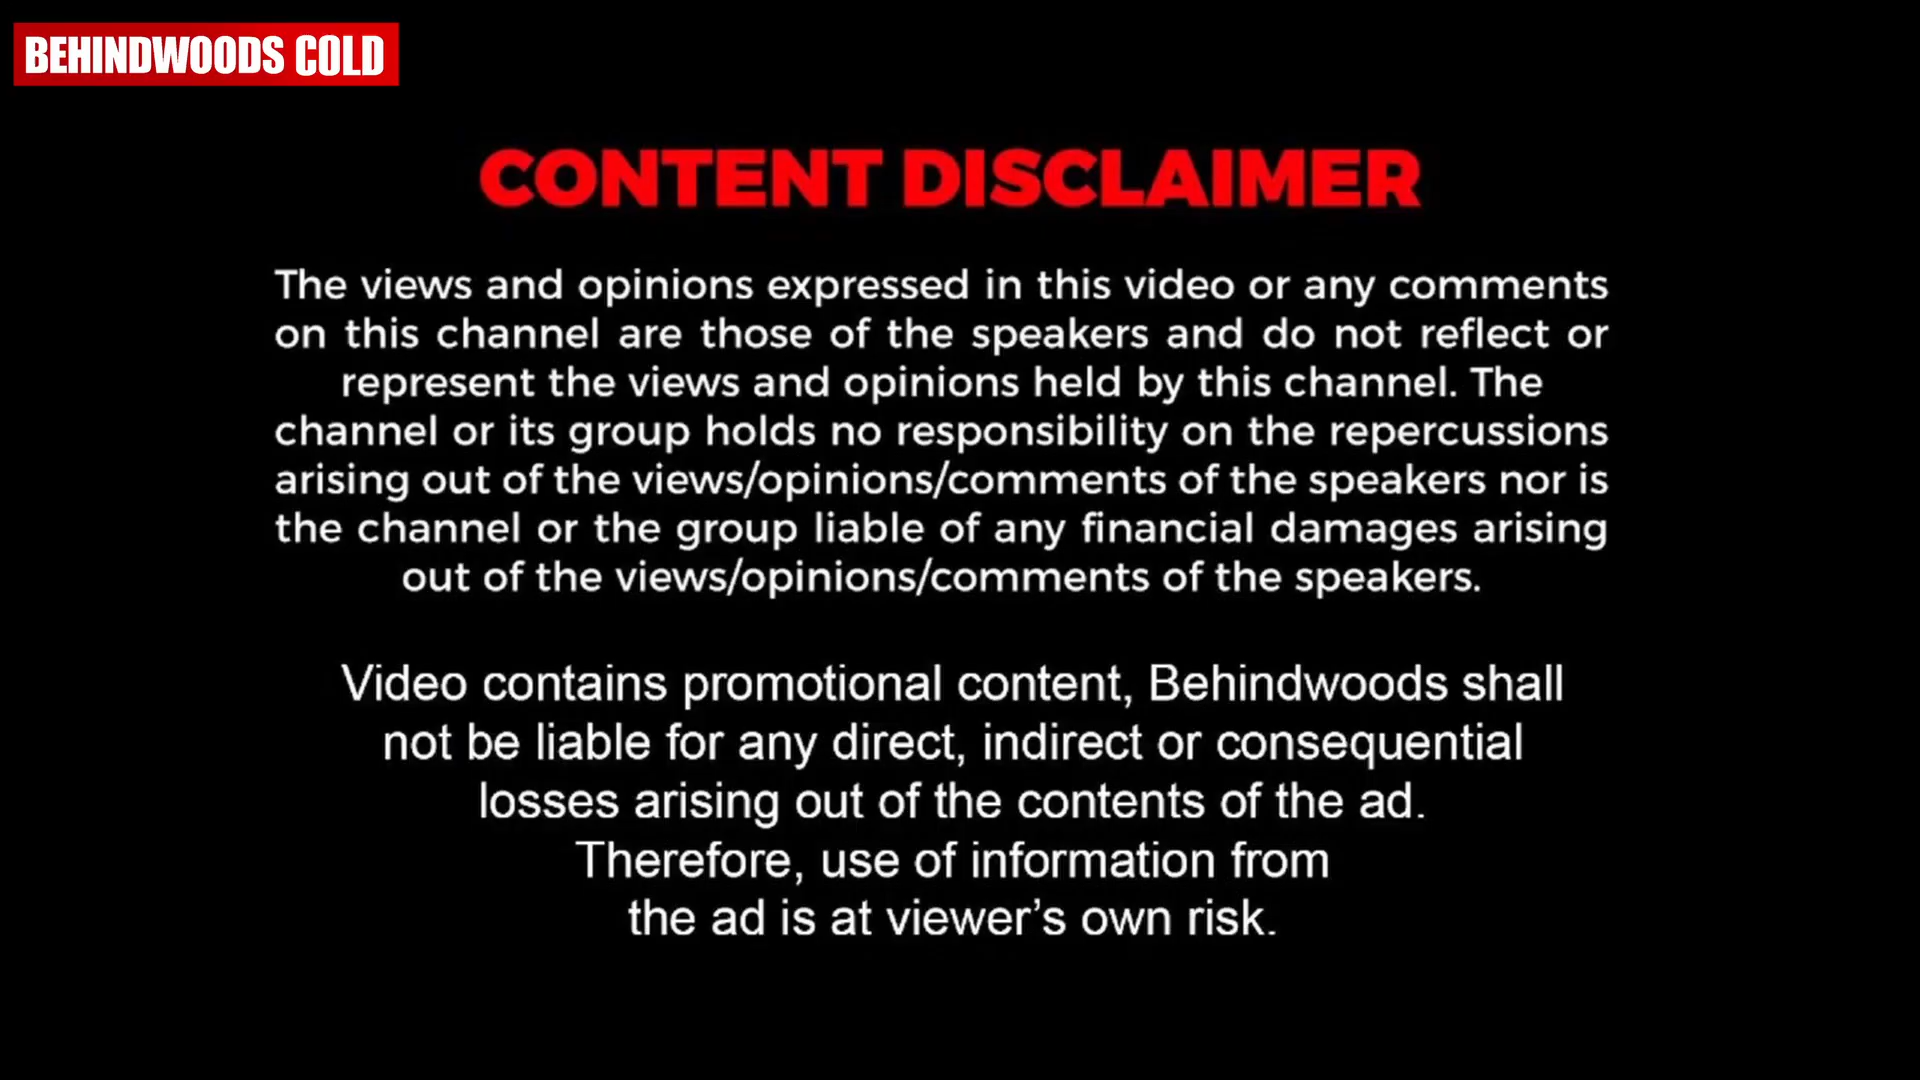 BEHINDWOODS COLD
CONTENT DISCLAIMER
The views and opinions expressed in this video or any comments
on this channel are those of the speakers and do not reflect or
represent the views and opinions held by this channel. The
channel or its group holds no responsibility on the repercussions
arising out of the views/opinions/comments of the speakers nor is
the channel or the group liable of any financial damages arising
out of the views/opinions/comments of the speakers.
Video contains promotional content, Behindwoods shall
not be liable for any direct, indirect or consequential
losses arising out of the contents of the ad.
Therefore, use of information from
the ad is at viewer’s own risk.